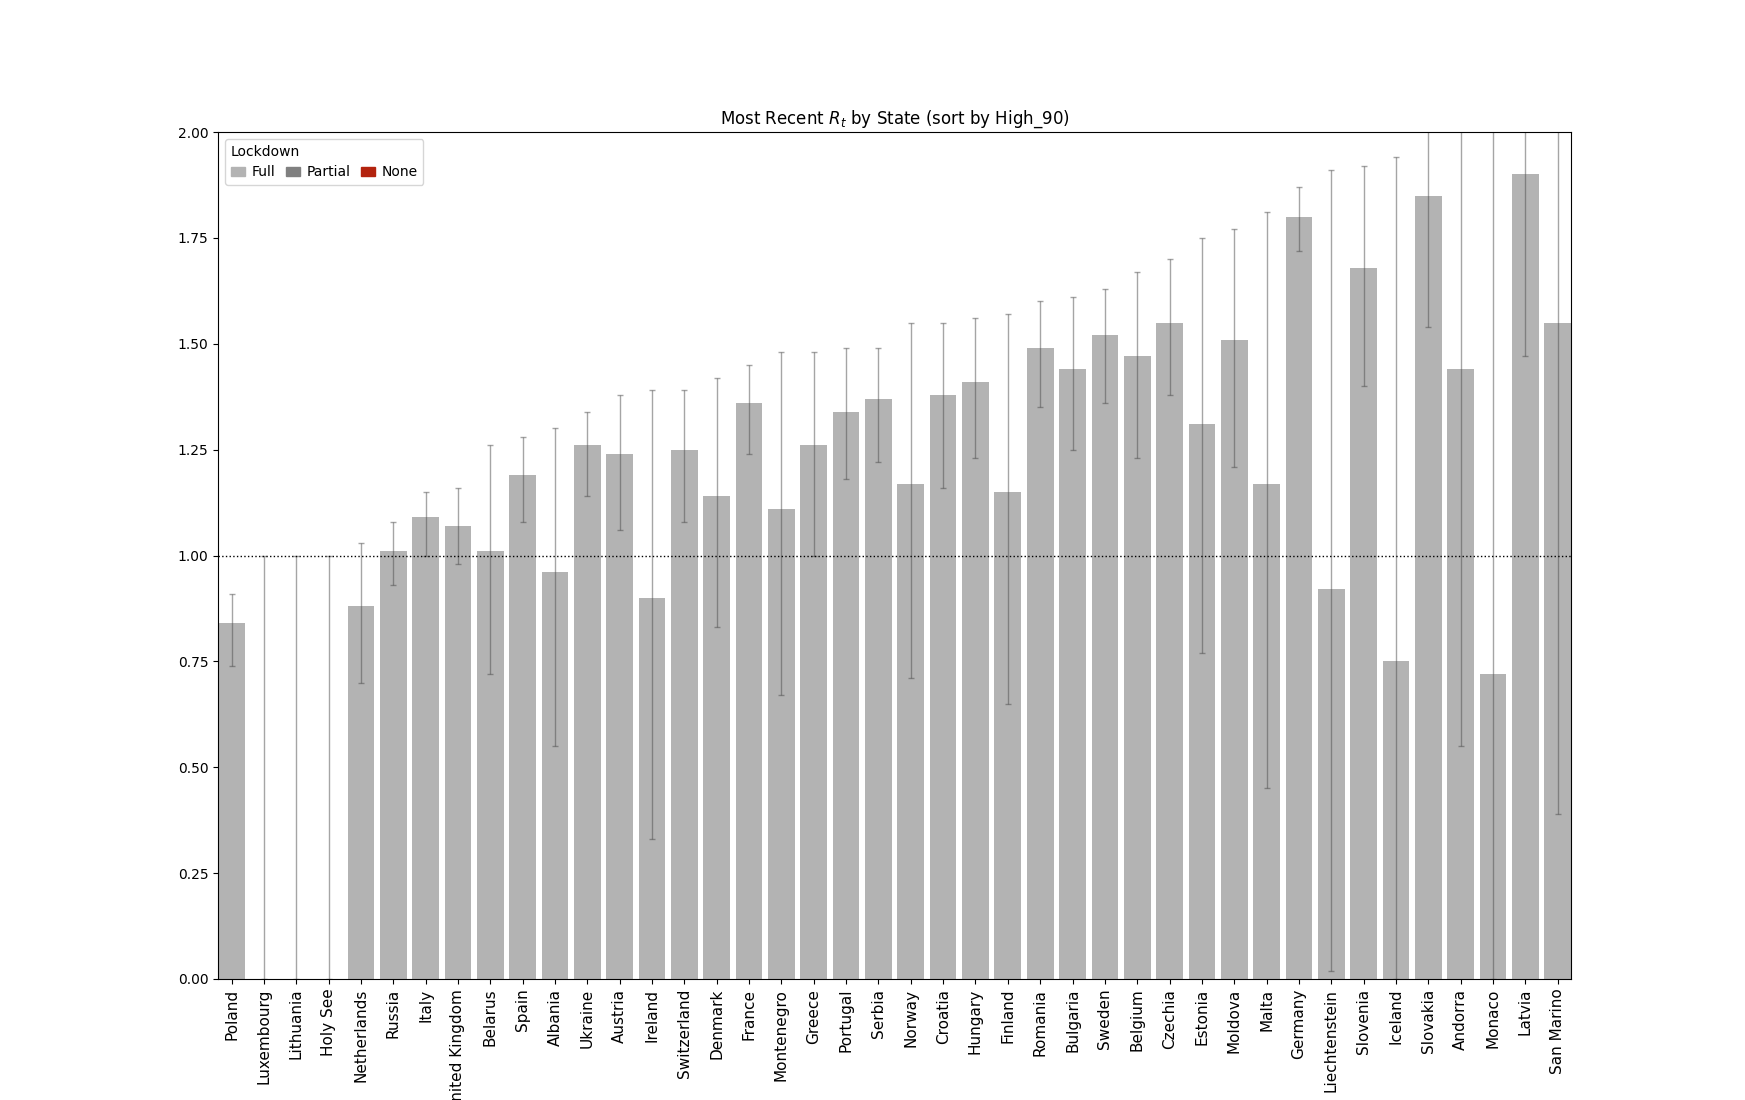 Most Recent Rt by State (sort by High_90)
Lockdown
Full Partial None
2.00
1.75
1.50
1.25
1.00
0.75
0.50
0.25
0.00
Poland
Luxembourg
Lithuania
Holy See
Netherlands
Russia
Italy
nited Kingdom
Belarus
Spain
Albania
Ukraine
Austria
Ireland
Switzerland
Denmark
France
Montenegro
Greece
Portugal
Serbia
Norway
Croatia
Hungary
Finland
Romania
Bulgaria
Sweden
Belgium
Czechia
Estonia
Moldova
Malta
Germany
Liechtenstein
Slovenia
Iceland
Slovakia
Andorra
Monaco
Latvia
San Marino